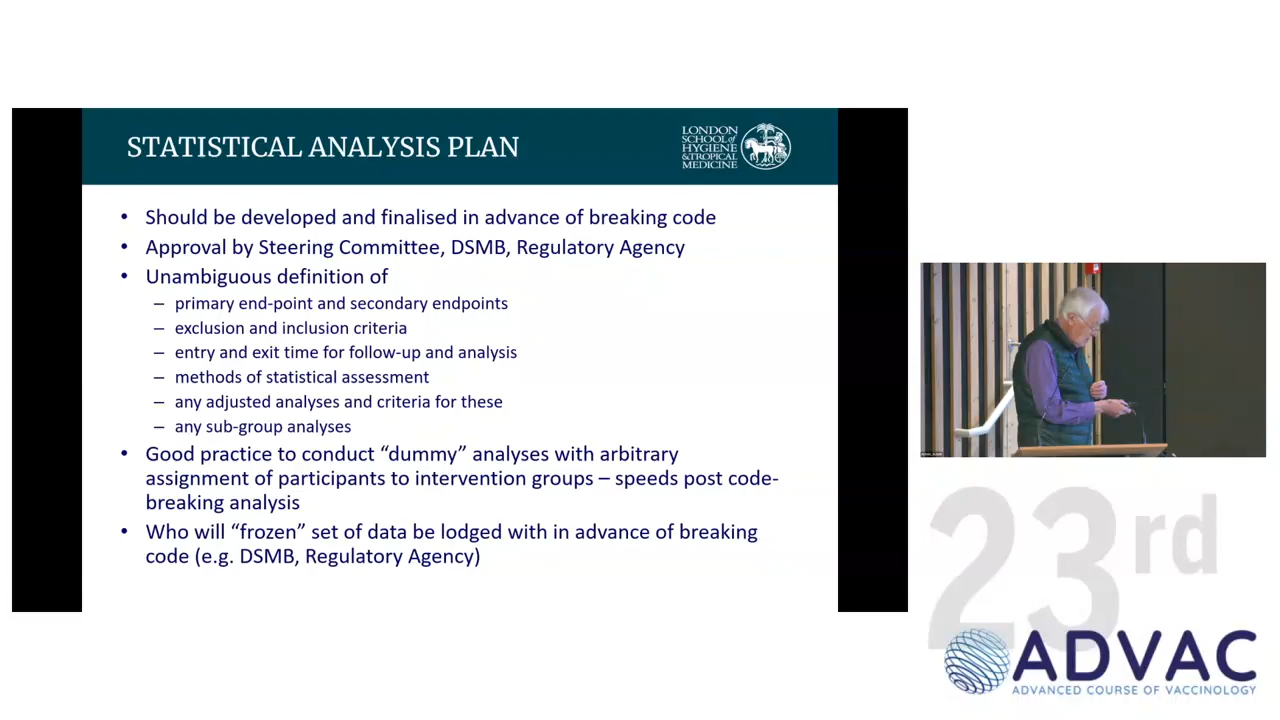 STATISTICAL ANALYSIS PLAN
LONDON
SCHOOL of
HYGIENE
& TROPICAL
MEDICINE
• Should be developed and finalised in advance of breaking code
• Approval by Steering Committee, DSMB, Regulatory Agency
• Unambiguous definition of
– primary end-point and secondary endpoints
– exclusion and inclusion criteria
– entry and exit time for follow-up and analysis
– methods of statistical assessment
– any adjusted analyses and criteria for these
– any sub-group analyses
• Good practice to conduct “dummy” analyses with arbitrary
assignment of participants to intervention groups – speeds post code-
breaking analysis
• Who will “frozen” set of data be lodged with in advance of breaking
code (e.g. DSMB, Regulatory Agency)
23rd
ADVAC
ADVANCED COURSE OF VACCINOLOGY